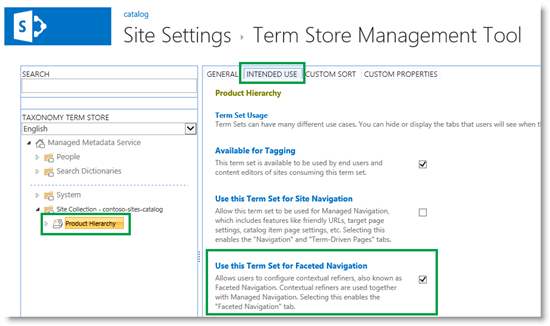 catalog
Site Settings › Term Store Management Tool
SEARCH
TAXONOMY TERM STORE
English
Managed Metadata Service
People
Search Dictionaries
System
Site Collection - contoso-sites-catalog
Product Hierarchy
GENERAL INTENDED USE CUSTOM SORT CUSTOM PROPERTIES
Product Hierarchy
Term Set Usage
Term Sets can have many different use cases. You can hide or display the tabs that users will see when
Available for Tagging
This term set is available to be used by end users and
content editors of sites consuming this term set.
Use this Term Set for Site Navigation
Allow this term set to be used for Managed Navigation,
which includes features like friendly URLs, target page
settings, catalog item page settings, etc. Selecting this
enables the "Navigation" and "Term-Driven Pages" tabs.
Use this Term Set for Faceted Navigation
Allows users to configure contextual refiners, also known as
Faceted Navigation. Contextual refiners are used together
with Managed Navigation. Selecting this enables the
"Faceted Navigation" tab.